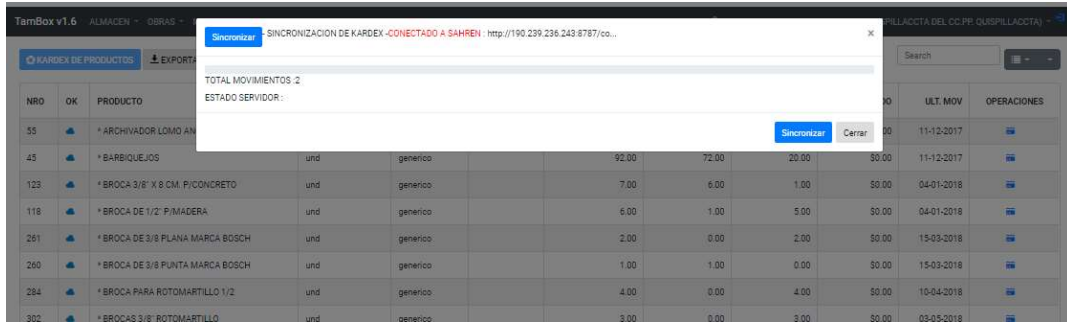 TamBox v1.6 ALMACEN OBRAS
SPILLACCTA DEL CC.PP. QUISPILLACCTA)
Sincronizar - SINCRONIZACION DE KARDEX -CONECTADO A SAHREN : http://190.239.236.243:8787/co... ×
KARDEX DE PRODUCTOS EXPORTA Search
TOTAL MOVIMIENTOS :2
ESTADO SERVIDOR :
Sincronizar Cerrar
NRO OK PRODUCTO ULT. MOV OPERACIONES
55 * ARCHIVADOR LOMO AN 11-12-2017
45 * BARBIQUEJOS und generico 92.00 72.00 20.00 S0.00 11-12-2017
123 * BROCA 3/8" X 8 CM. P/CONCRETO und generico 7.00 6.00 1.00 S0.00 04-01-2018
118 * BROCA DE 1/2" P/MADERA und generico 6.00 1.00 5.00 S0.00 04-01-2018
261 * BROCA DE 3/8 PLANA MARCA BOSCH und generico 2.00 0.00 2.00 S0.00 15-03-2018
260 * BROCA DE 3/8 PUNTA MARCA BOSCH und generico 1.00 1.00 0.00 S0.00 15-03-2018
284 * BROCA PARA ROTOMARTILLO 1/2 und generico 4.00 0.00 4.00 S0.00 10-04-2018
302 * BROCAS 3/8" ROTOMARTILLO und generico 3.00 0.00 3.00 S0.00 03-05-2018